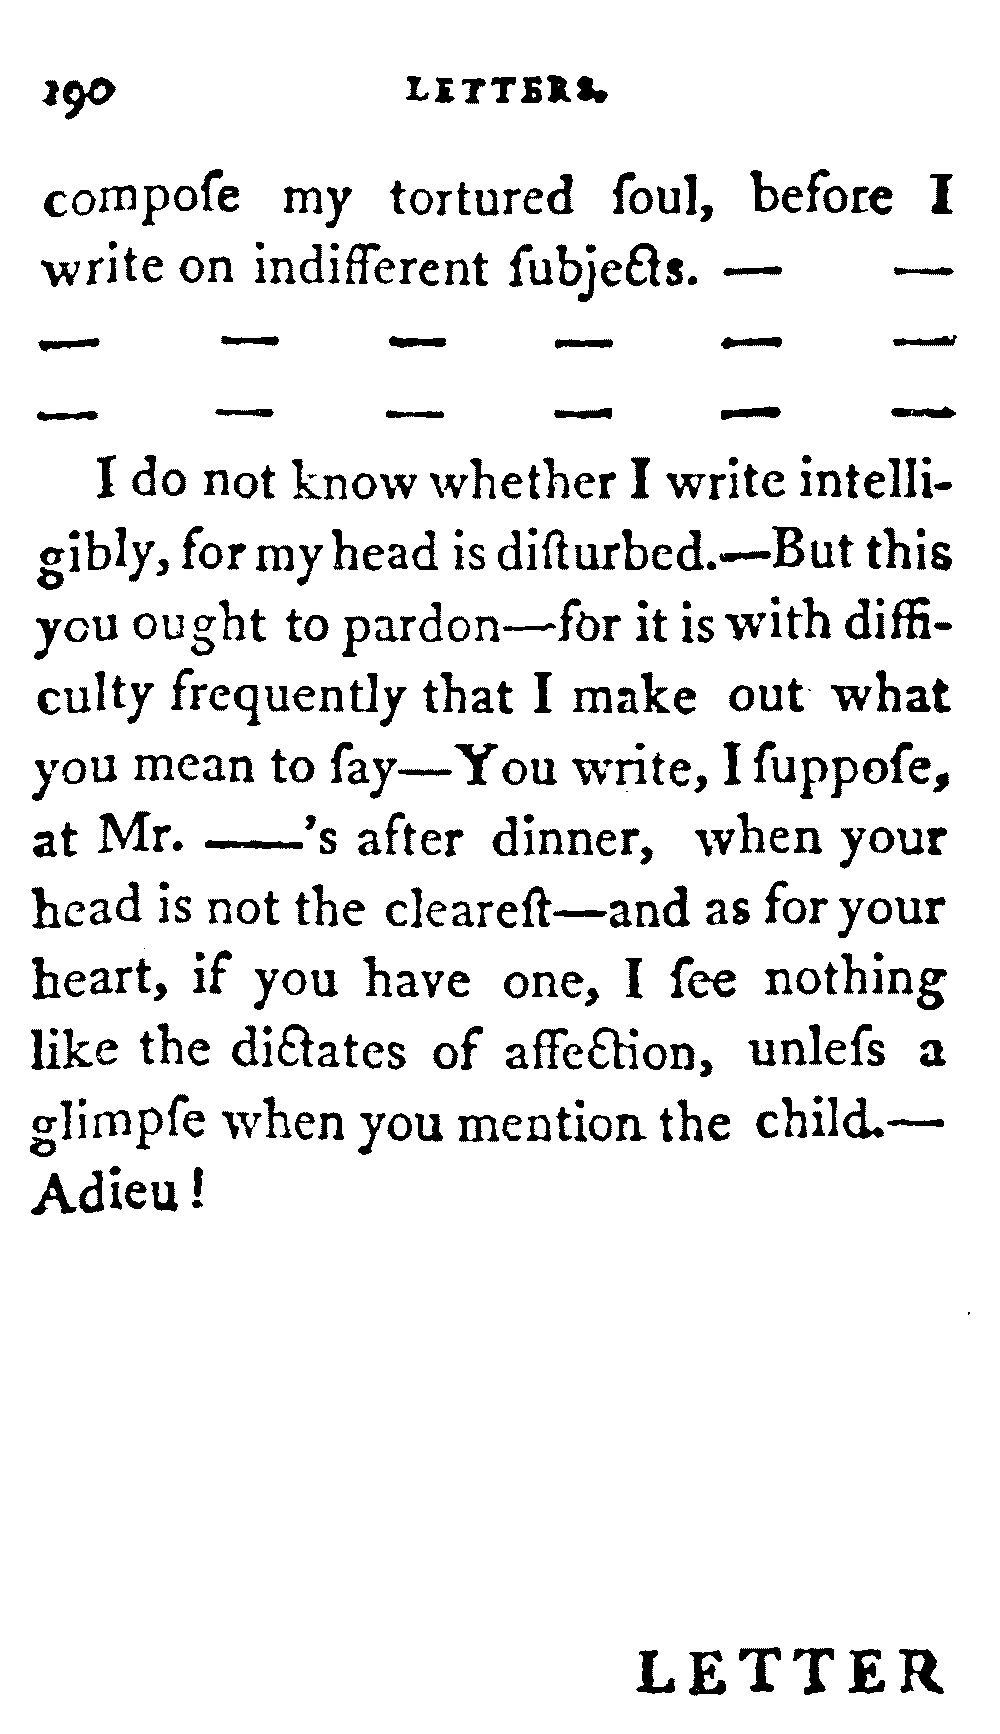 190 LETTERS.
compoſe my tortured ſoul, before I
write on indifferent ſubjects. — —
— — — — — —
— — — — — —
I do not know whether I write intelli-
gibly, for my head is diſturbed.—But this
you ought to pardon—for it is with diffi-
culty frequently that I make out what
you mean to ſay—You write, I ſuppoſe,
at Mr. ——'s after dinner, when your
head is not the cleareſt—and as for your
heart, if you have one, I ſee nothing
like the dictates of affection, unleſs a
glimpſe when you mention the child.—
Adieu!
LETTER